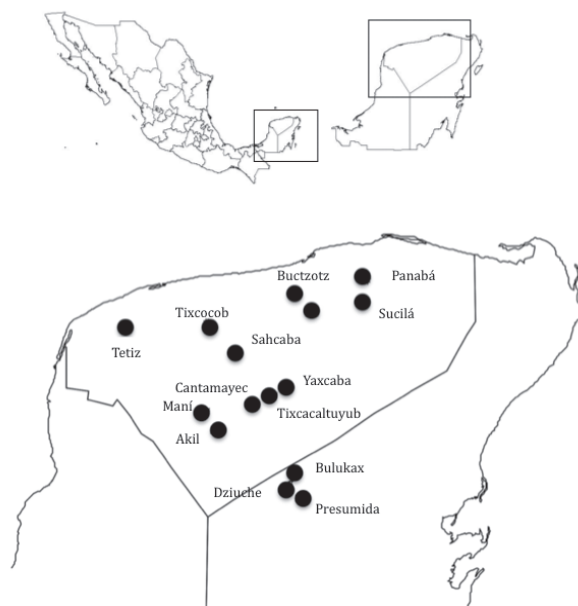 Buctzotz
Panabá
Tixcocob
Sucilá
Tetiz
Sahcaba
Cantamayec
Yaxcaba
Maní
Tixcacaltuyub
Akil
Bulukax
Dziuche
Presumida